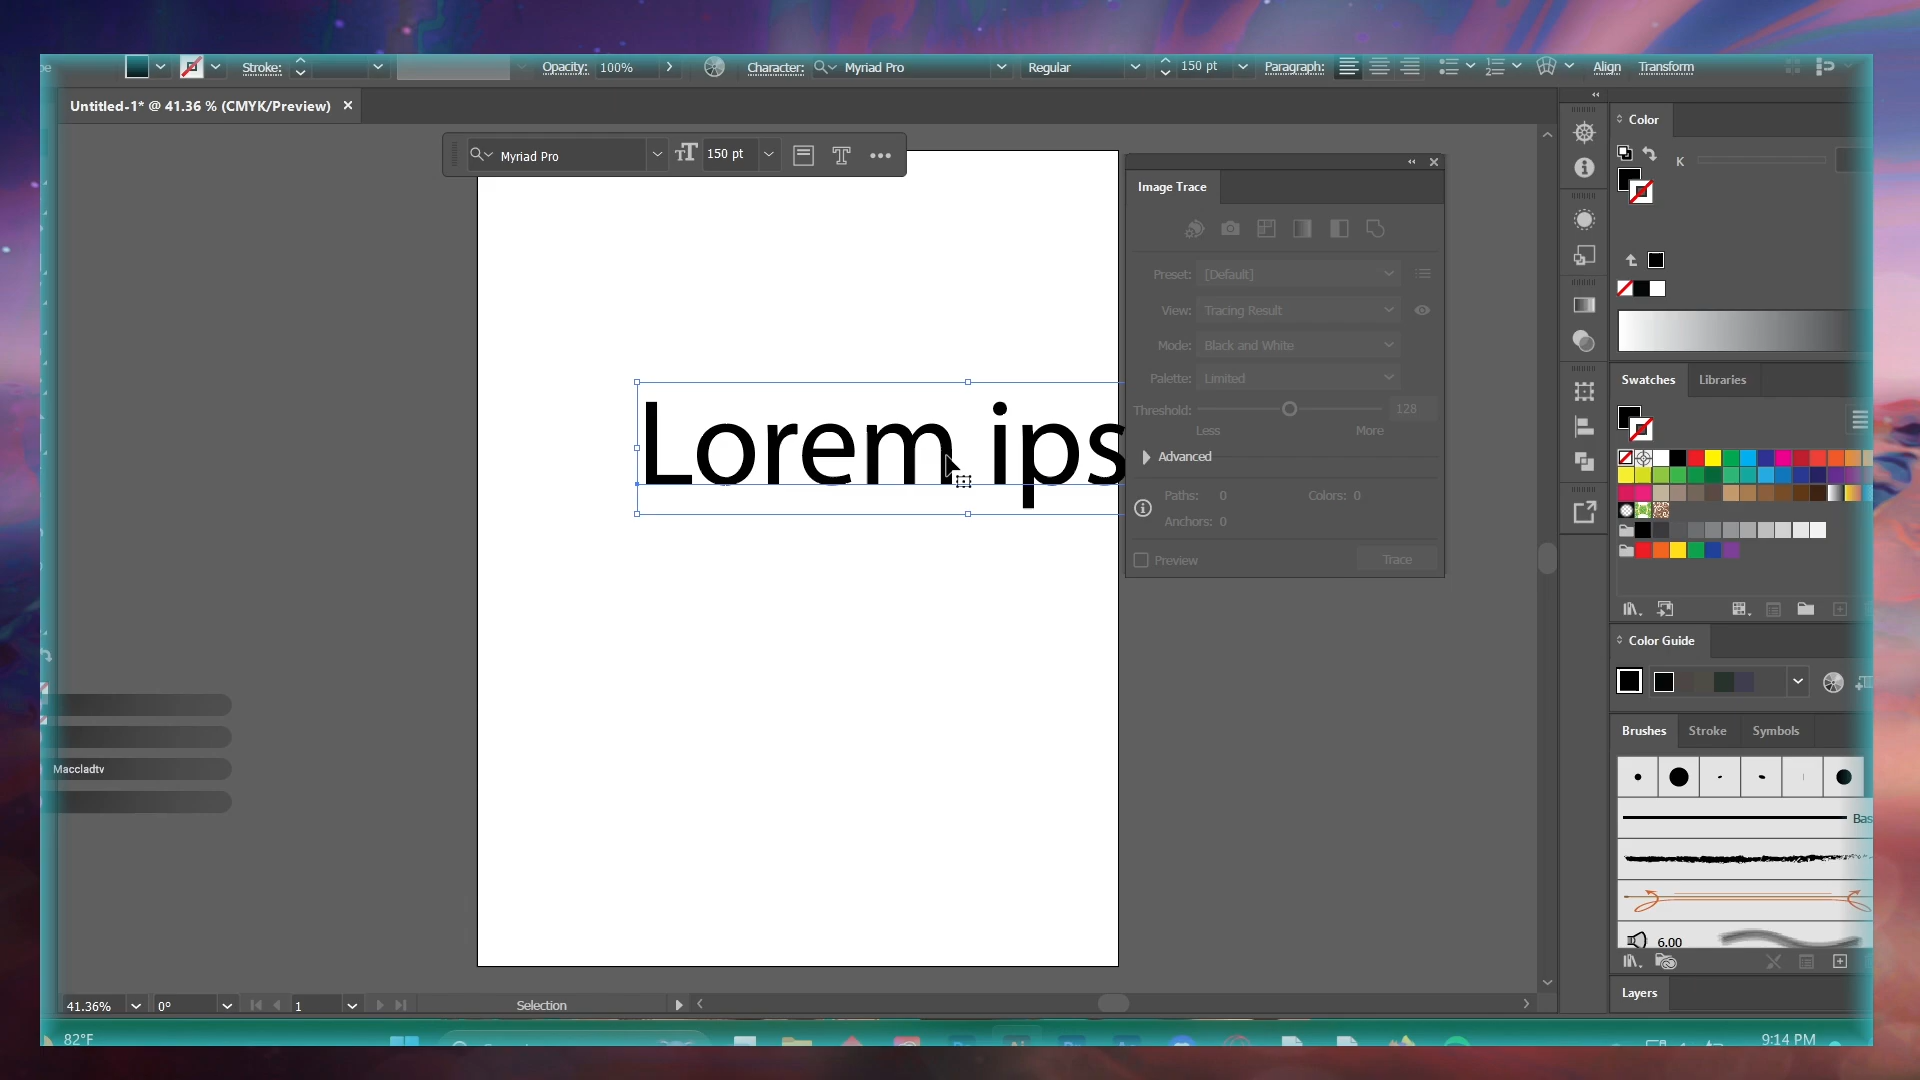 Stroke:
Opacity: 100%
Character: Myriad Pro
Regular
150 pt
Paragraph:
Align
Transform
Untitled-1* @ 41.36 % (CMYK/Preview)
Myriad Pro
150 pt
Lorem ips
Image Trace
Preset: [Default]
View: Tracing Result
Mode: Black and White
Palette: Limited
Threshold: 128
Less More
Advanced
Paths: 0 Colors: 0
Anchors: 0
Preview
Trace
Color
K
Swatches
Libraries
Color Guide
Brushes
Stroke
Symbols
Bas
6.00
Layers
Maccladtv
41.36%
0°
1
Selection
82°F
9:14 PM